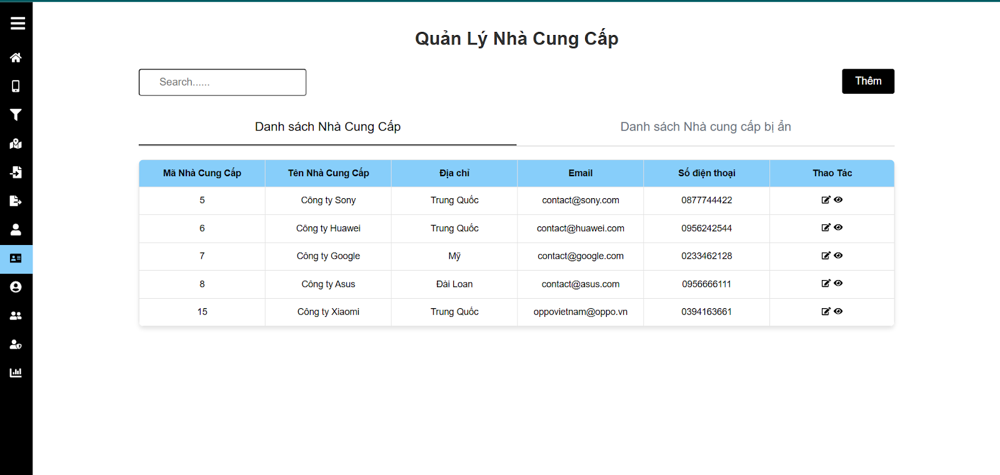 Quản Lý Nhà Cung Cấp
Search......
Thêm
Danh sách Nhà Cung Cấp
Danh sách Nhà cung cấp bị ẩn
Mã Nhà Cung Cấp Tên Nhà Cung Cấp Địa chỉ Email Số điện thoại Thao Tác
5 Công ty Sony Trung Quốc contact@sony.com 0877744422
6 Công ty Huawei Trung Quốc contact@huawei.com 0956242544
7 Công ty Google Mỹ contact@google.com 0233462128
8 Công ty Asus Đài Loan contact@asus.com 0956666111
15 Công ty Xiaomi Trung Quốc oppovietnam@oppo.vn 0394163661